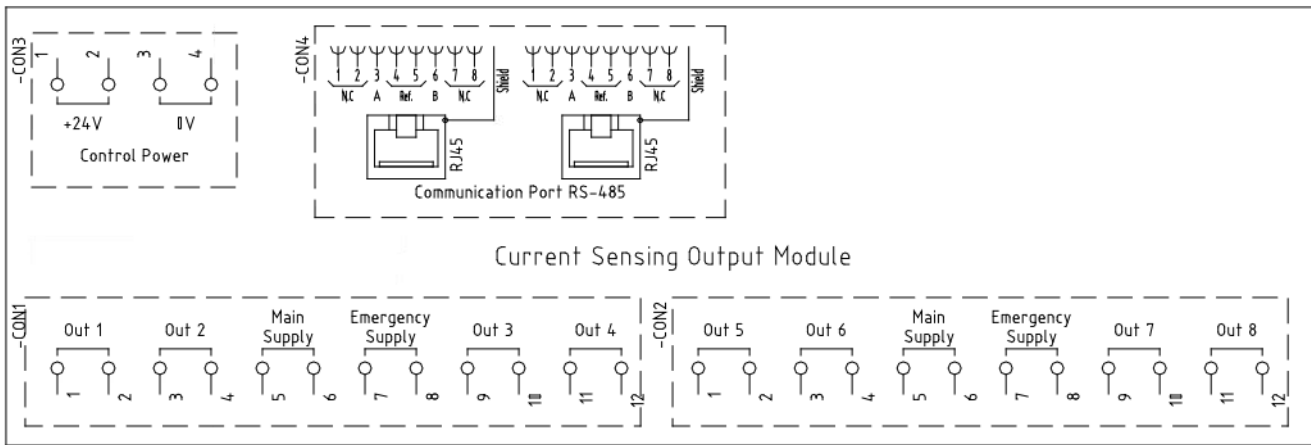 -CON3
1 2 3 4
+24V 0V
Control Power
-CON4
1 2 3 4 5 6 7 8 Shield
N.C A Ref. B N.C
RJ45
1 2 3 4 5 6 7 8 Shield
N.C A Ref. B N.C
RJ45
Communication Port RS-485
Current Sensing Output Module
-CON1
Out 1 Out 2 Main Supply Emergency Supply Out 3 Out 4
1 2 3 4 5 6 7 8 9 10 11 12
-CON2
Out 5 Out 6 Main Supply Emergency Supply Out 7 Out 8
1 2 3 4 5 6 7 8 9 10 11 12